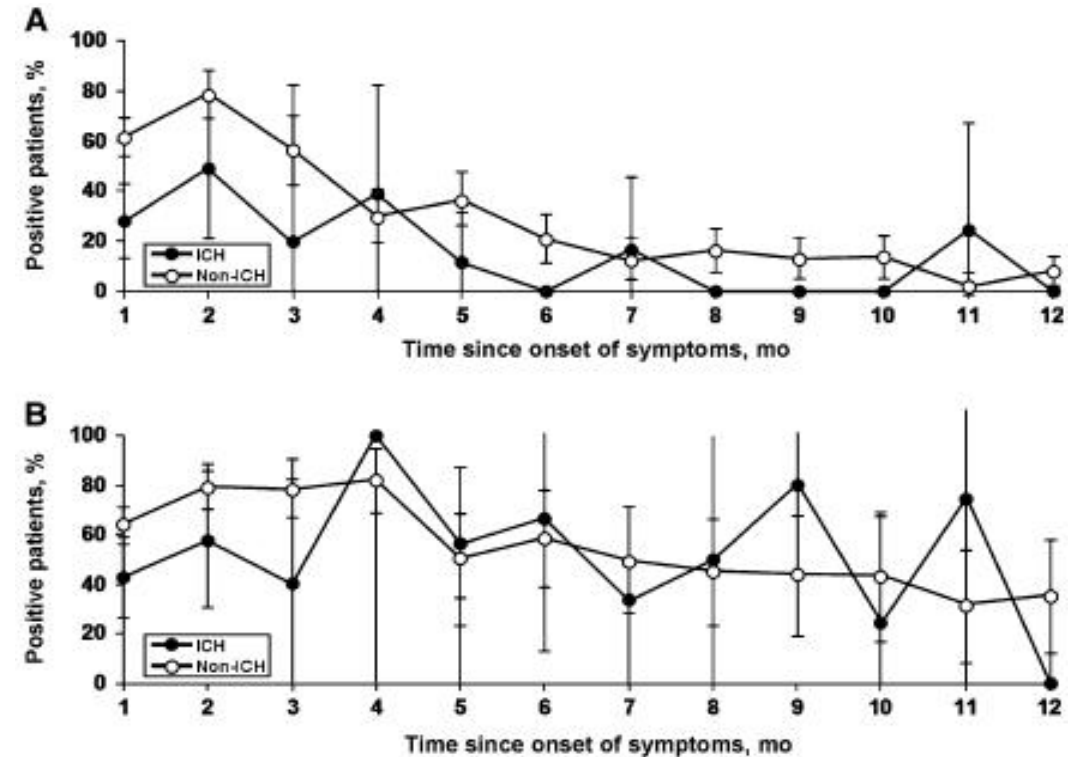 A
Positive patients, %
100
80
60
40
20
0
ICH
Non-ICH
1 2 3 4 5 6 7 8 9 10 11 12
Time since onset of symptoms, mo
B
Positive patients, %
100
80
60
40
20
0
ICH
Non-ICH
1 2 3 4 5 6 7 8 9 10 11 12
Time since onset of symptoms, mo